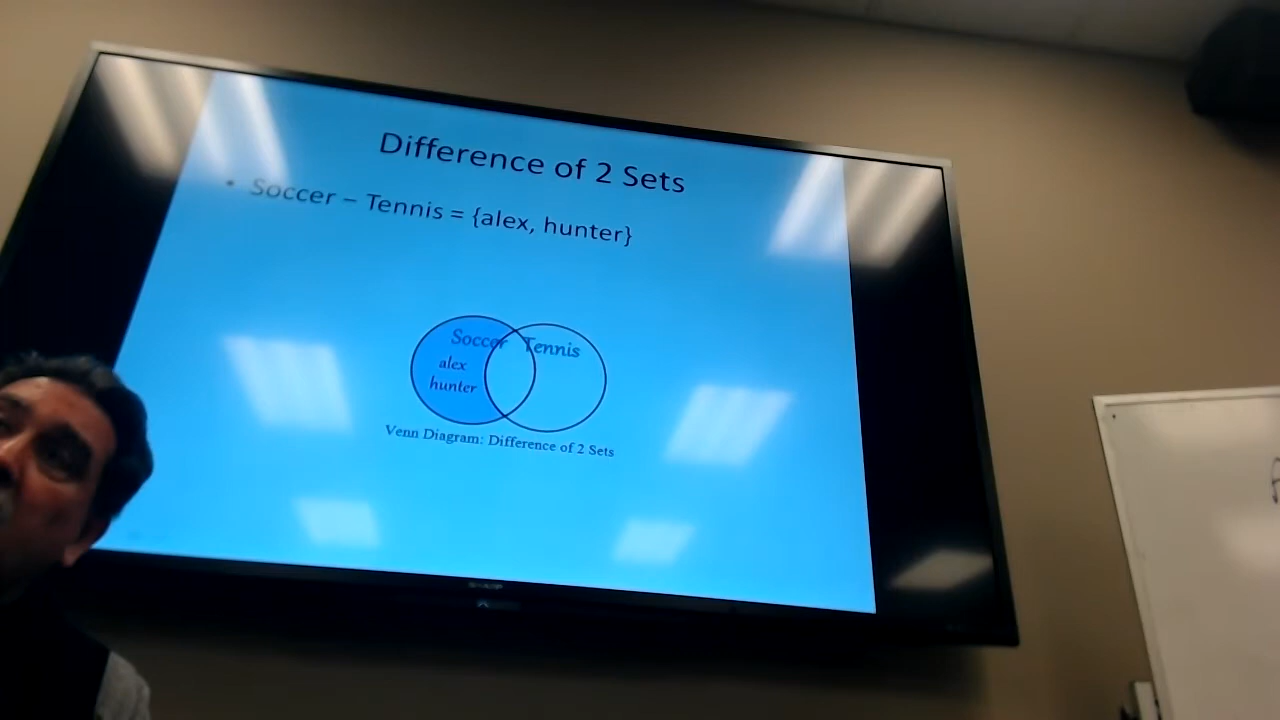 Difference of 2 Sets
• Soccer – Tennis = {alex, hunter}
Soccer Tennis
alex
hunter
Venn Diagram: Difference of 2 Sets